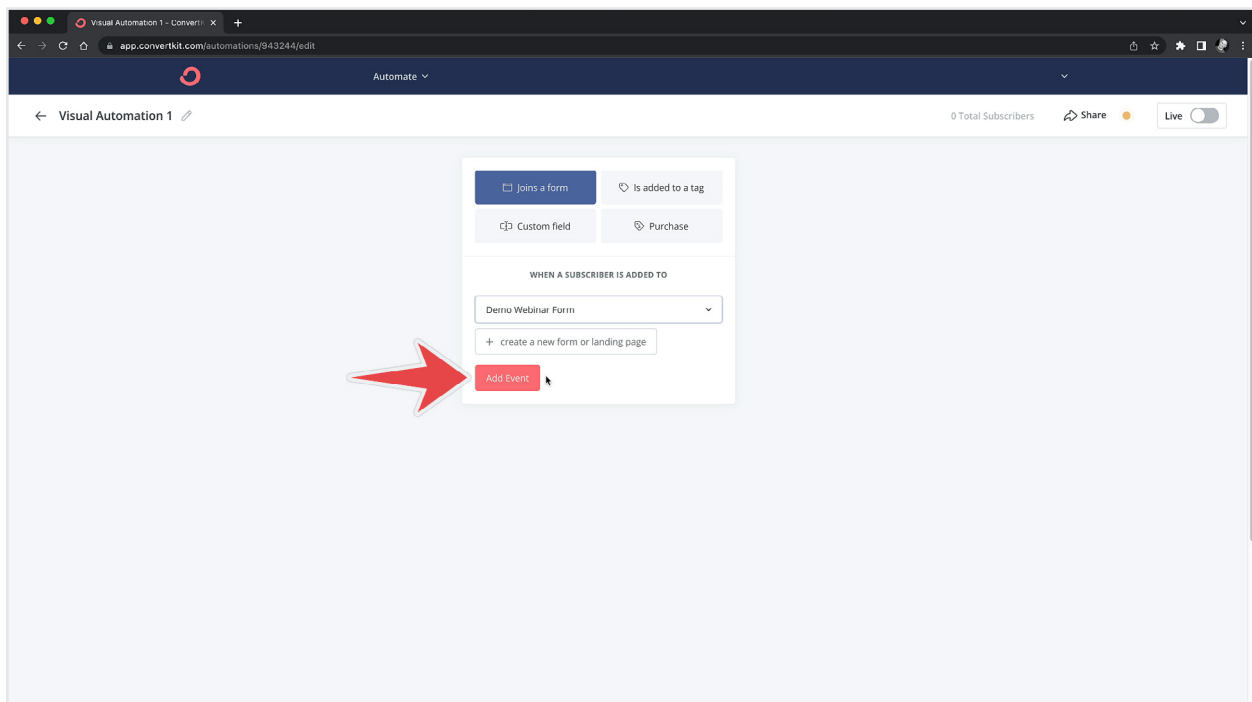 Visual Automation 1 - ConvertK
app.convertkit.com/automations/943244/edit
Automate
Visual Automation 1
0 Total Subscribers
Share
Live
Joins a form
Is added to a tag
Custom field
Purchase
WHEN A SUBSCRIBER IS ADDED TO
Demo Webinar Form
+ create a new form or landing page
Add Event